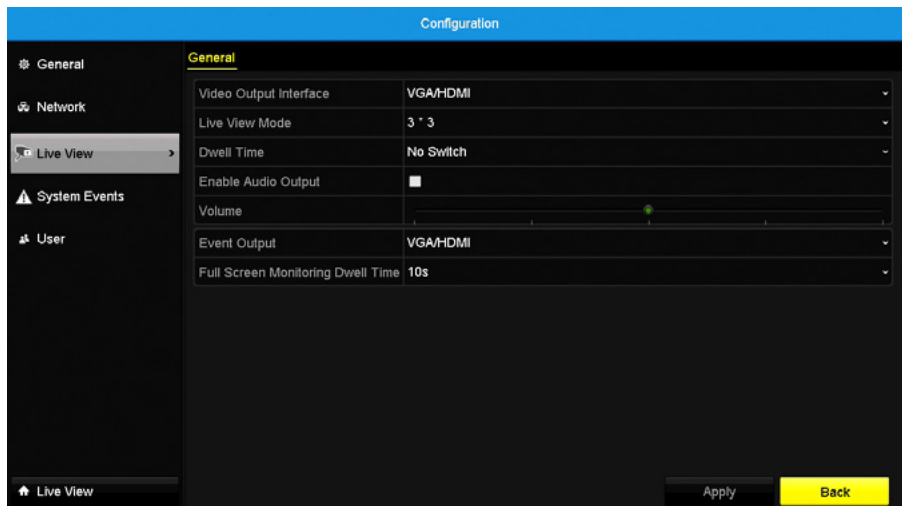 Configuration
General
Network
Live View
System Events
User
Live View
General
Video Output Interface VGA/HDMI
Live View Mode 3 * 3
Dwell Time No Switch
Enable Audio Output
Volume
Event Output VGA/HDMI
Full Screen Monitoring Dwell Time 10s
Apply Back